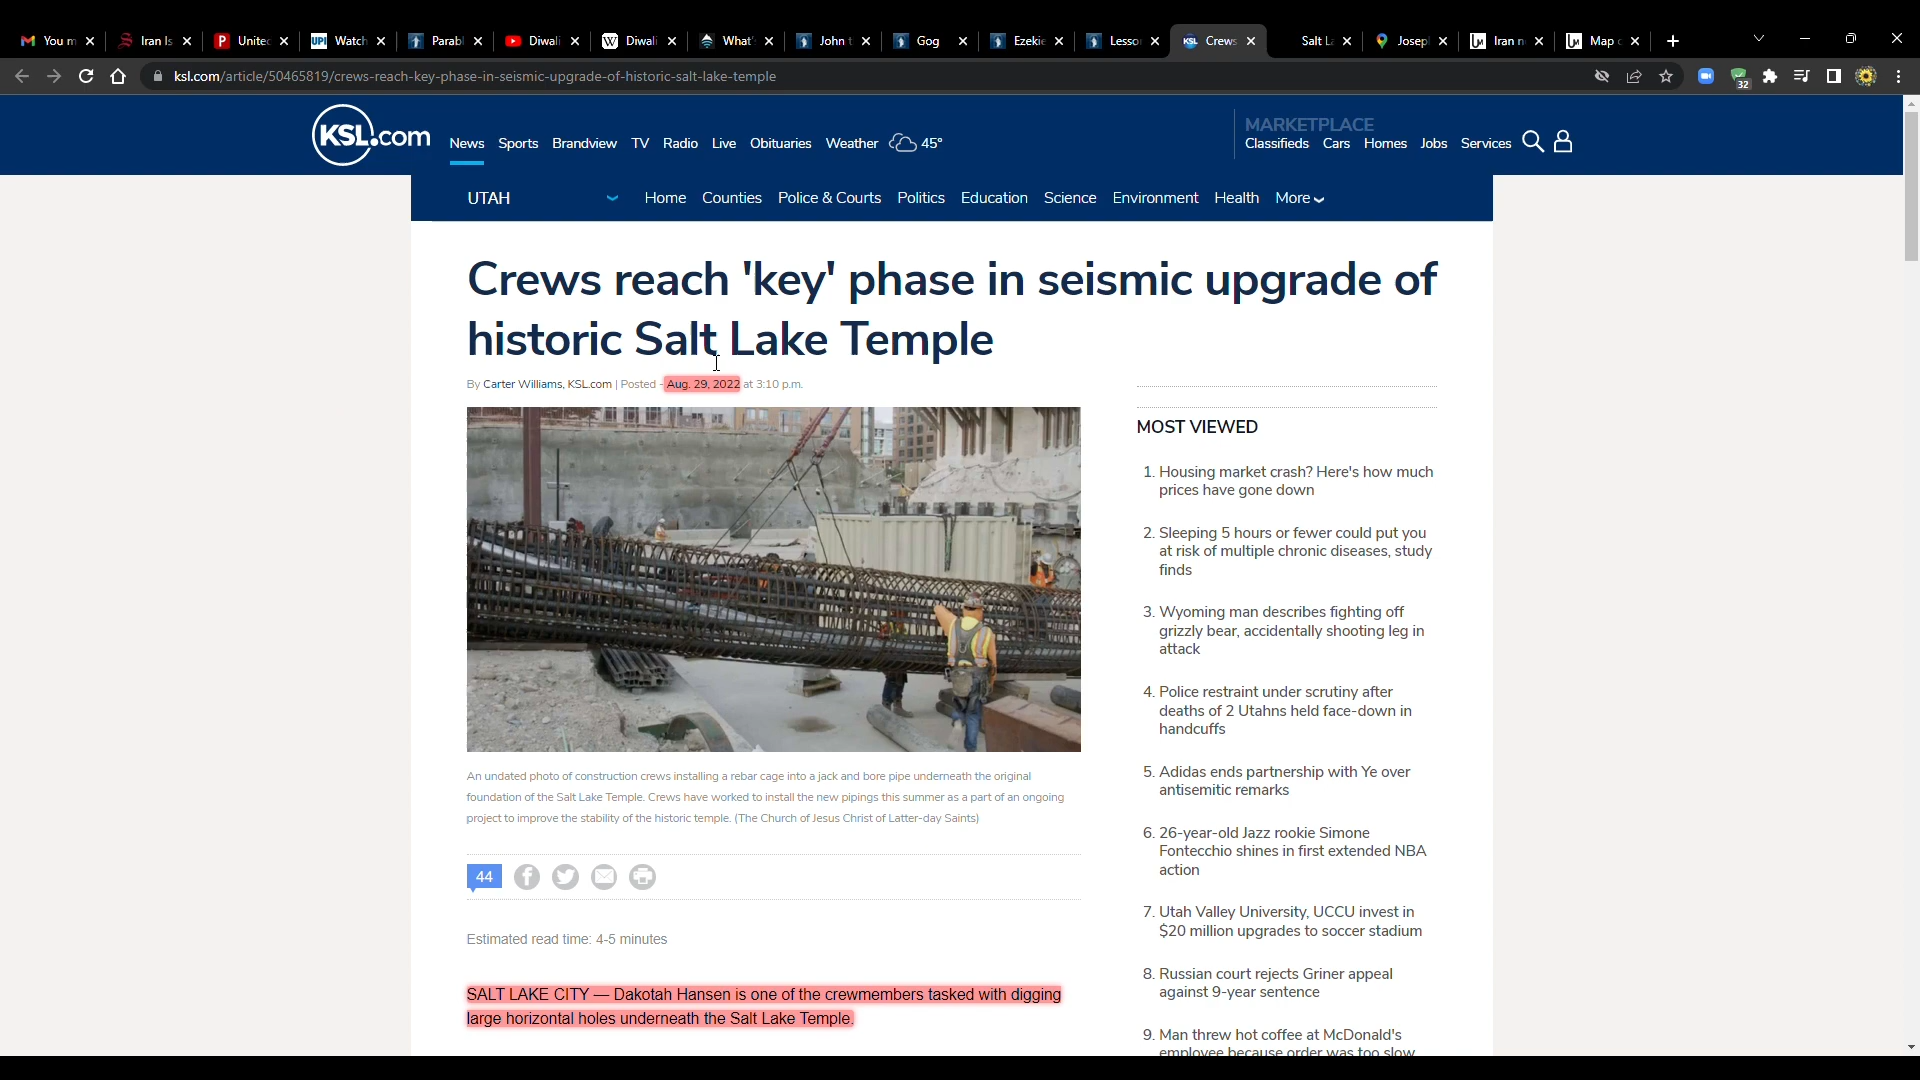 You m
Iran Is
Unitec
Watch
Parabl
Diwali
Diwali
What'
John 1
Gog
Ezekie
Lesso
Crews
Salt L
Josepl
Iran n
Map c
ksl.com/article/50465819/crews-reach-key-phase-in-seismic-upgrade-of-historic-salt-lake-temple
32
KSL.com
News Sports Brandview TV Radio Live Obituaries Weather 45°
MARKETPLACE
Classifieds Cars Homes Jobs Services
UTAH Home Counties Police & Courts Politics Education Science Environment Health More
Crews reach 'key' phase in seismic upgrade of
historic Salt Lake Temple
By Carter Williams, KSL.com | Posted - Aug. 29, 2022 at 3:10 p.m.
An undated photo of construction crews installing a rebar cage into a jack and bore pipe underneath the original
foundation of the Salt Lake Temple. Crews have worked to install the new pipings this summer as a part of an ongoing
project to improve the stability of the historic temple. (The Church of Jesus Christ of Latter-day Saints)
44
Estimated read time: 4-5 minutes
SALT LAKE CITY — Dakotah Hansen is one of the crewmembers tasked with digging
large horizontal holes underneath the Salt Lake Temple.
MOST VIEWED
1. Housing market crash? Here's how much
prices have gone down
2. Sleeping 5 hours or fewer could put you
at risk of multiple chronic diseases, study
finds
3. Wyoming man describes fighting off
grizzly bear, accidentally shooting leg in
attack
4. Police restraint under scrutiny after
deaths of 2 Utahns held face-down in
handcuffs
5. Adidas ends partnership with Ye over
antisemitic remarks
6. 26-year-old Jazz rookie Simone
Fontecchio shines in first extended NBA
action
7. Utah Valley University, UCCU invest in
$20 million upgrades to soccer stadium
8. Russian court rejects Griner appeal
against 9-year sentence
9. Man threw hot coffee at McDonald's
employee because order was too slow